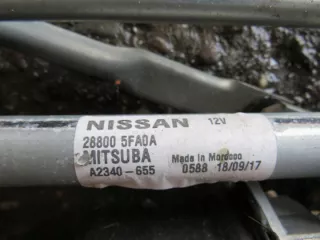 NISSAN 12V
28800 5FA0A
MITSUBA Made in Morocco
A2340-655 0588 18/09/17